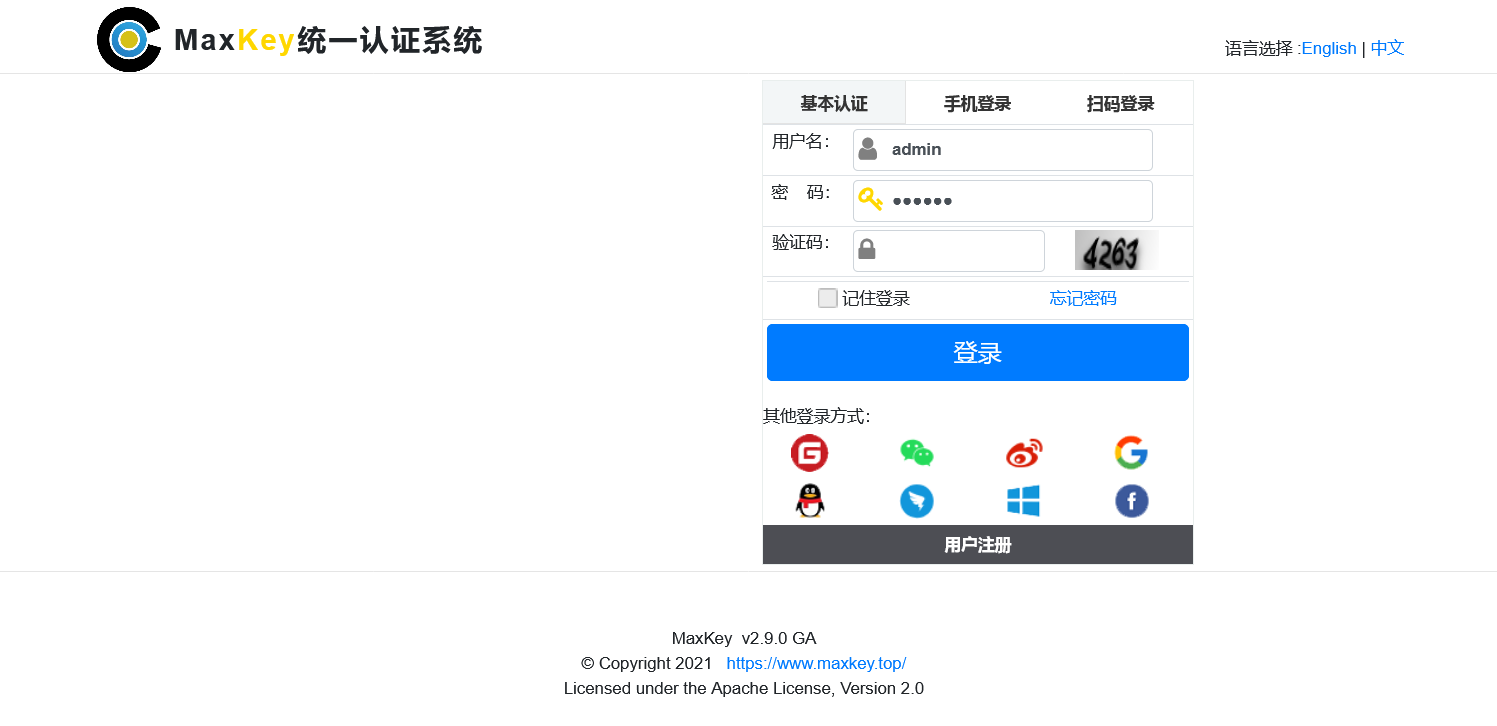 MaxKey统一认证系统
语言选择 :English | 中文
基本认证 手机登录 扫码登录
用户名： admin
密 码： ••••••
验证码： 4263
记住登录 忘记密码
登录
其他登录方式：
用户注册
MaxKey v2.9.0 GA
© Copyright 2021 https://www.maxkey.top/
Licensed under the Apache License, Version 2.0